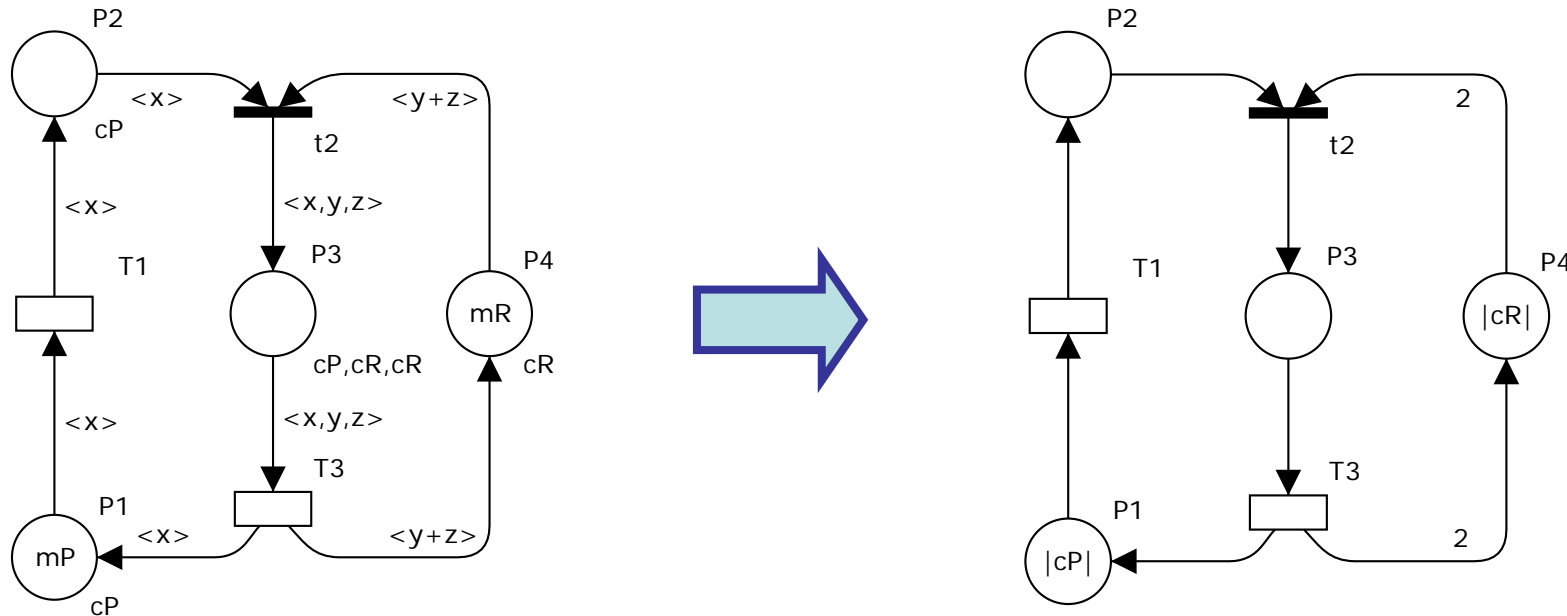 P2
<x>
<y+z>
cP
t2
<x>
<x,y,z>
T1
P3
P4
mR
cP,cR,cR
cR
<x>
<x,y,z>
T3
P1
<x>
<y+z>
mP
cP
P2
2
t2
T1
P3
P4
|cR|
T3
P1
2
|cP|